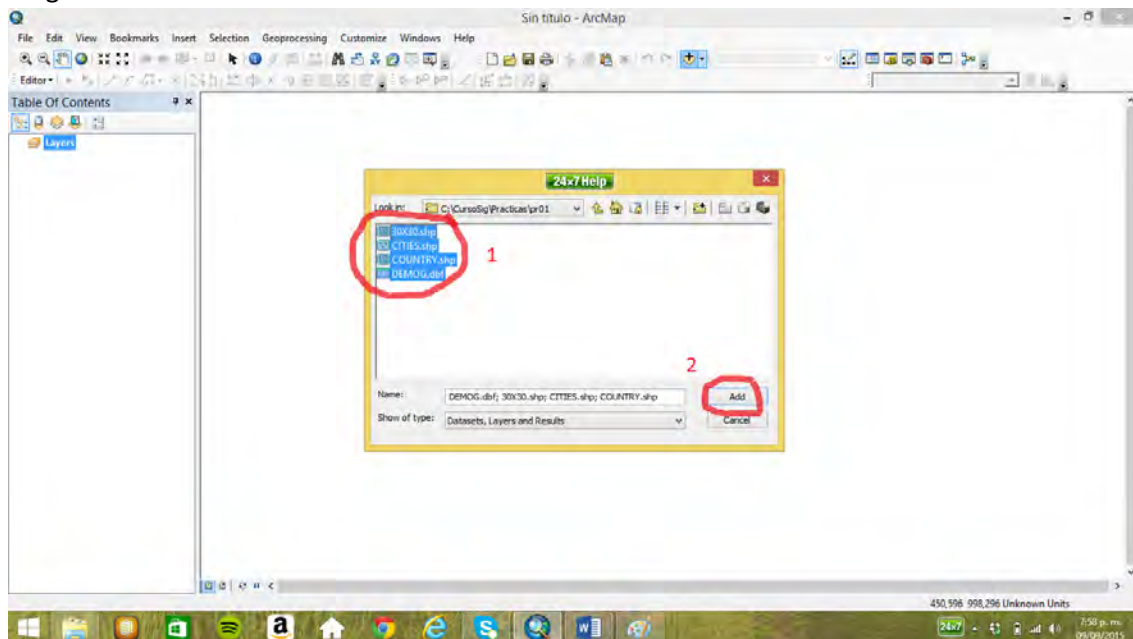 Sin título - ArcMap
File Edit View Bookmarks Insert Selection Geoprocessing Customize Windows Help
Editor
Table Of Contents
Layers
24x7 Help
Look in: C:\CursoSig\Practicas\pr01
30X30.shp
CITIES.shp
COUNTRY.shp
DEMOG.dbf
1
2
Name: DEMOG.dbf; 30X30.shp; CITIES.shp; COUNTRY.shp Add
Show of type: Datasets, Layers and Results Cancel
450,596 998,296 Unknown Units
24x7
7:58 p. m.
09/09/2015